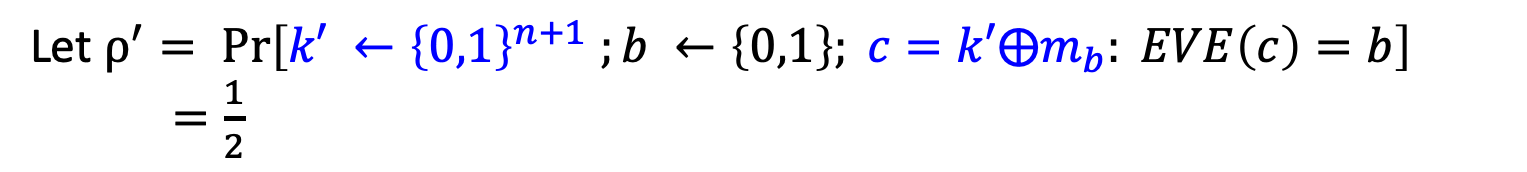 Let ρ′ = Pr[k′ ← {0,1}ⁿ⁺¹ ; b ← {0,1}; c = k′⊕m_b: EVE(c) = b]
= 1/2